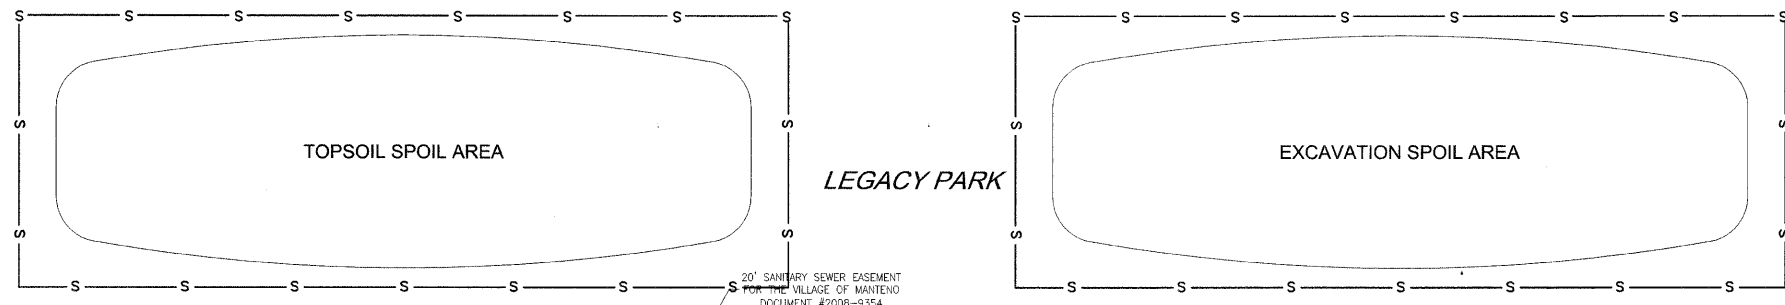 S S S S S S S S S S S S S S S S
S S S S
TOPSOIL SPOIL AREA
EXCAVATION SPOIL AREA
LEGACY PARK
S S S S
20' SANITARY SEWER EASEMENT
S S S S S S S S S S S S S S
FOR THE VILLAGE OF MANTENO
DOCUMENT #2008-9354